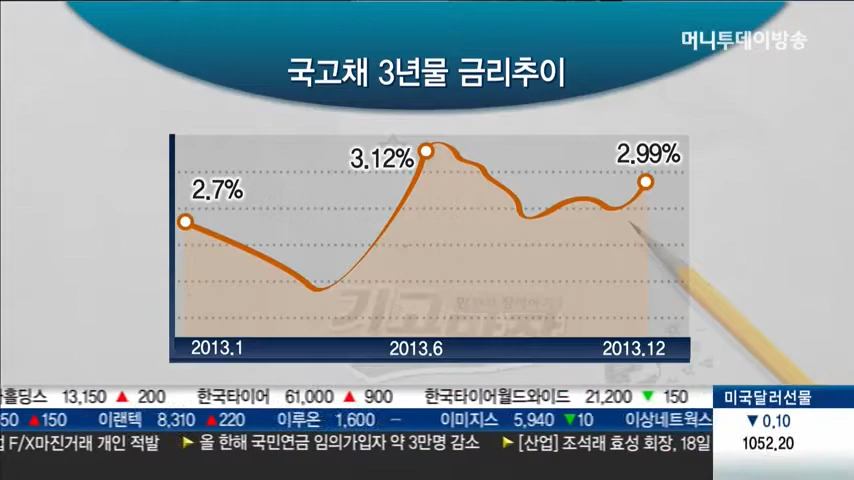 머니투데이방송
국고채 3년물 금리추이
2.7%
3.12%
2.99%
2013.1
2013.6
2013.12
홀딩스 13,150 ▲ 200 한국타이어 61,000 ▲ 900 한국타이어월드와이드 21,200 ▼ 150
50 ▲150 이랜텍 8,310 ▲220 이루온 1,600 － 이미지스 5,940 ▼10 이상네트웍스
F/X마진거래 개인 적발 ➤ 올 한해 국민연금 임의가입자 약 3만명 감소 ➤ [산업] 조석래 효성 회장, 18일
미국달러선물
▼ 0.10
1052.20